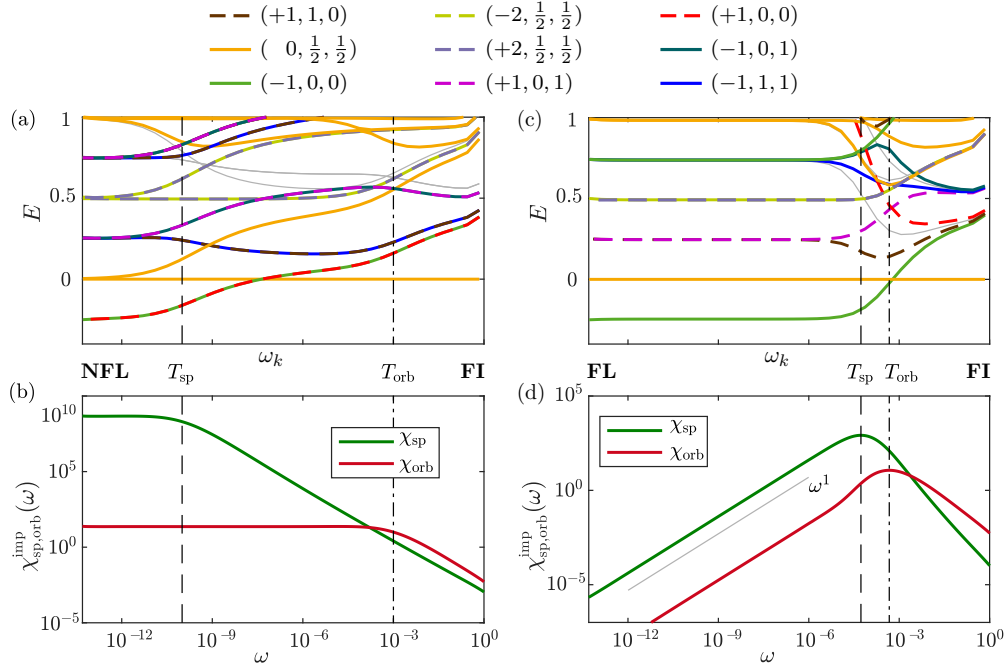 (+1, 1, 0) (−2, 1/2, 1/2) (+1, 0, 0)
( 0, 1/2, 1/2) (+2, 1/2, 1/2) (−1, 0, 1)
(−1, 0, 0) (+1, 0, 1) (−1, 1, 1)
(a)
1
0.5
0
E
ω_k
NFL T_sp T_orb FI
(c)
1
0.5
0
E
ω_k
FL T_sp T_orb FI
(b)
10^10
10^5
10^0
10^−5
χ^imp_sp,orb(ω)
χ_sp
χ_orb
10^−12 10^−9 10^−6 10^−3 10^0
ω
(d)
10^5
10^0
10^−5
χ^imp_sp,orb(ω)
χ_sp
χ_orb
ω^1
10^−12 10^−9 10^−6 10^−3 10^0
ω